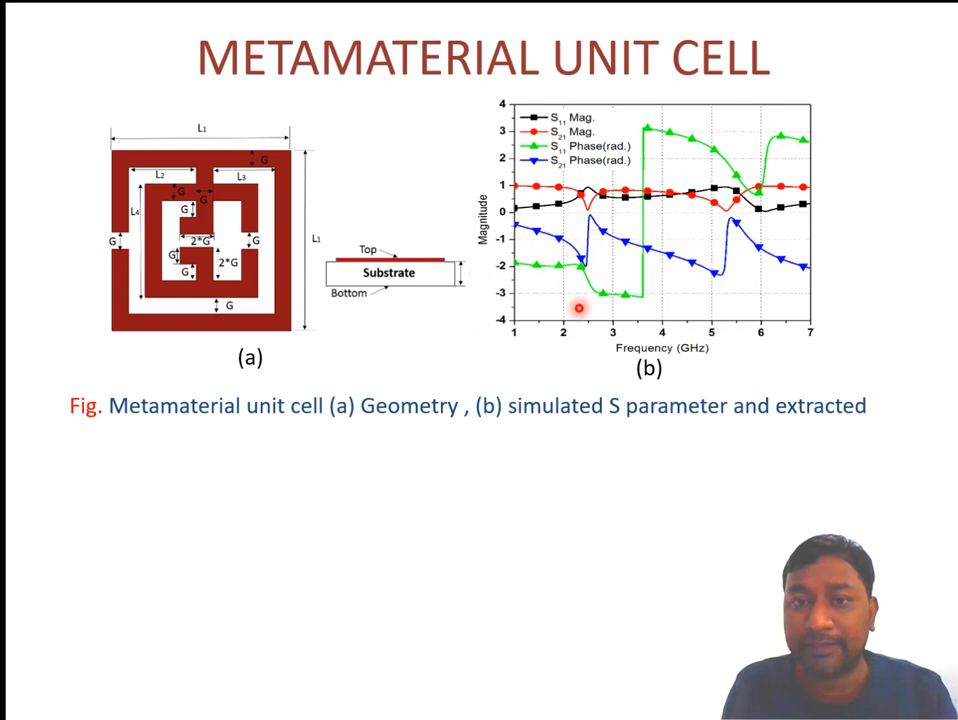 METAMATERIAL UNIT CELL
L1
G
L2
L3
G
G
G
L4
2*G
G
G
G
2*G
G
G
L1
(a)
Top
Substrate
Bottom
S11 Mag.
S21 Mag.
S11 Phase(rad.)
S21 Phase(rad.)
Magnitude
4
3
2
1
0
-1
-2
-3
-4
1 2 3 4 5 6 7
Frequency (GHz)
(b)
Fig. Metamaterial unit cell (a) Geometry , (b) simulated S parameter and extracted